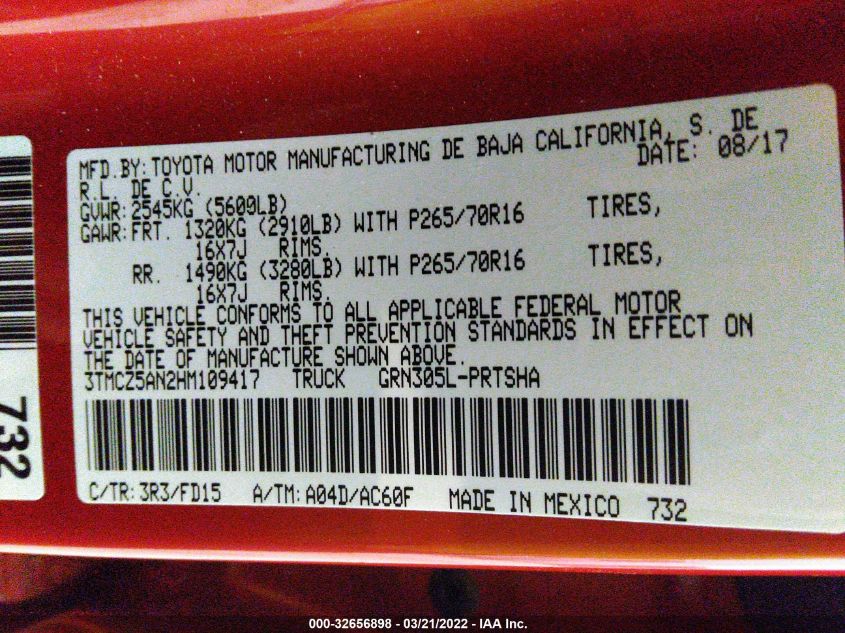 MFD.BY:TOYOTA MOTOR MANUFACTURING DE BAJA CALIFORNIA, S. DE
R.L. DE C.V. DATE: 08/17
GVWR:2545KG (5600LB)
GAWR:FRT. 1320KG (2910LB) WITH P265/70R16 TIRES,
16X7J RIMS.
RR. 1490KG (3280LB) WITH P265/70R16 TIRES,
16X7J RIMS.
THIS VEHICLE CONFORMS TO ALL APPLICABLE FEDERAL MOTOR
VEHICLE SAFETY AND THEFT PREVENTION STANDARDS IN EFFECT ON
THE DATE OF MANUFACTURE SHOWN ABOVE.
3TMCZ5AN2HM109417 TRUCK GRN305L-PRTSHA
C/TR:3R3/FD15 A/TM:A04D/AC60F MADE IN MEXICO 732
732
000-32656898 - 03/21/2022 - IAA Inc.